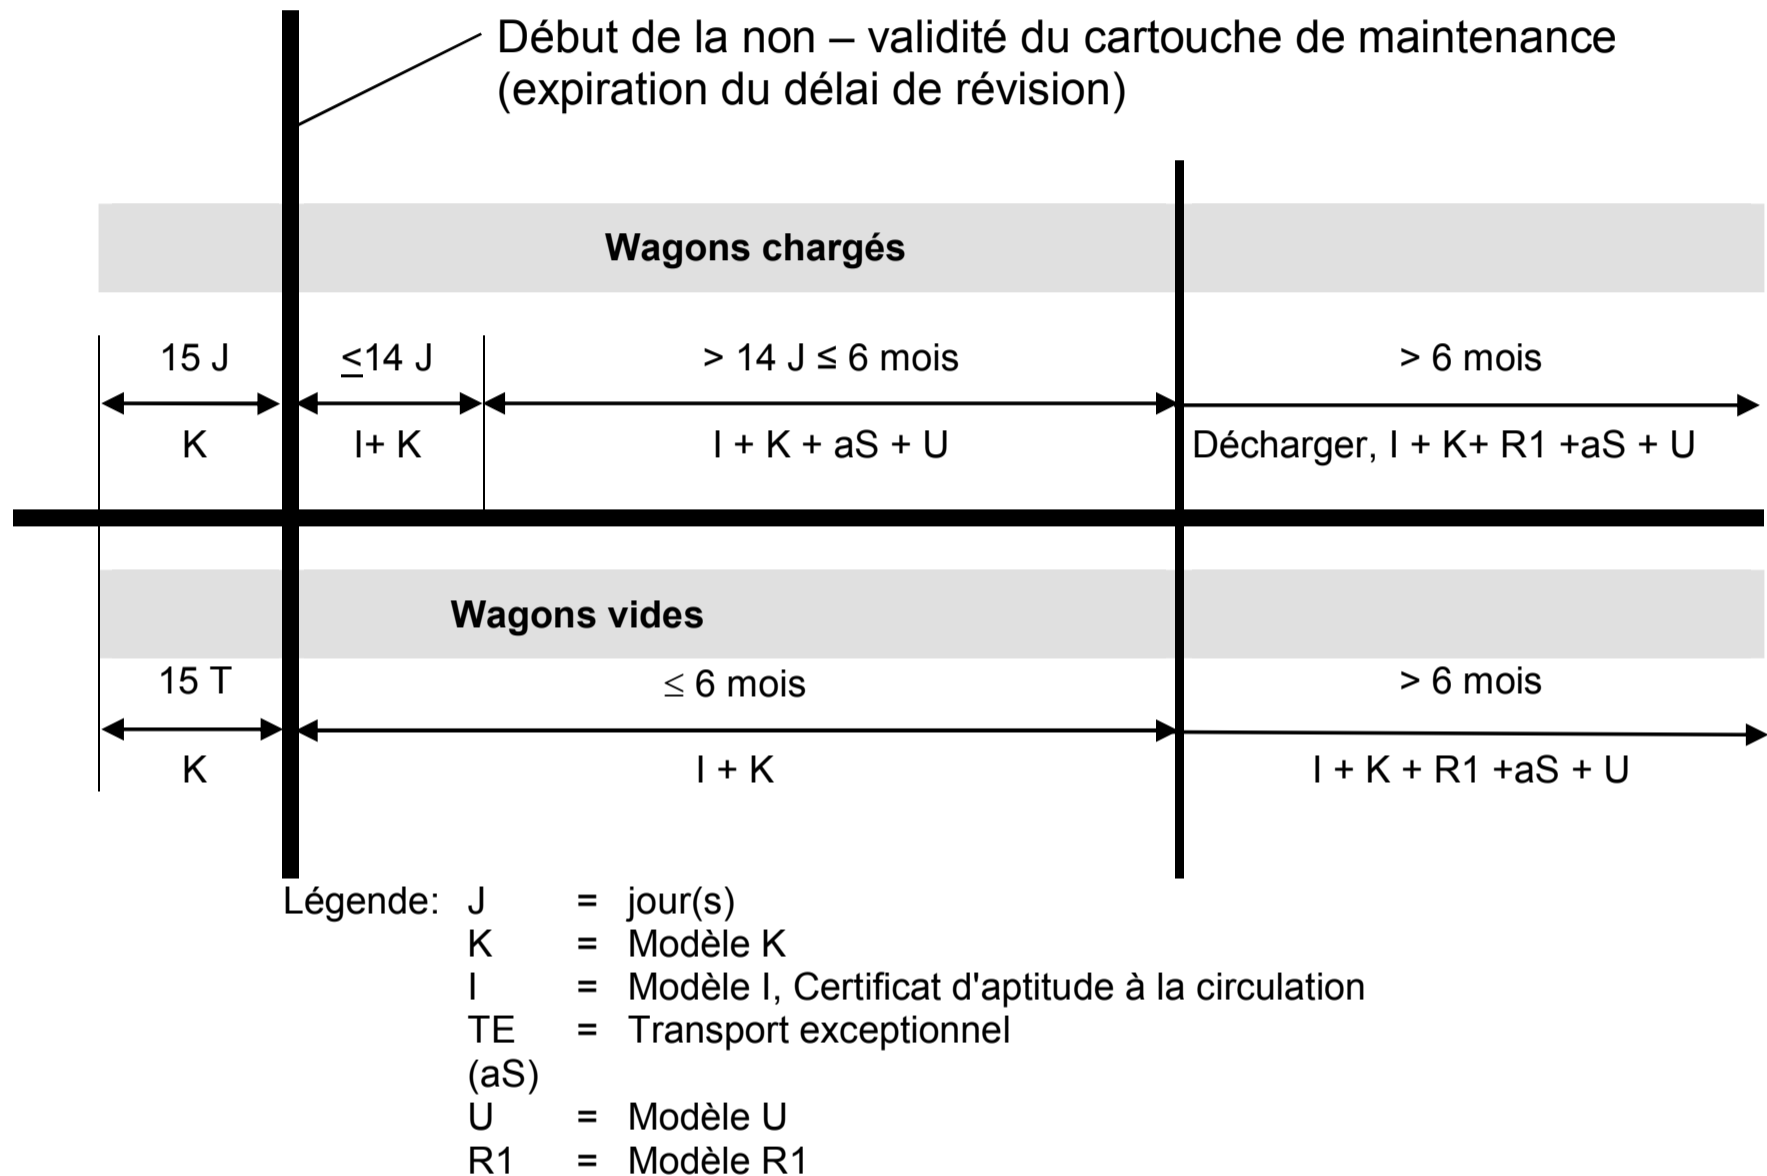 Début de la non – validité du cartouche de maintenance
(expiration du délai de révision)
Wagons chargés
15 J ≤14 J > 14 J ≤ 6 mois > 6 mois
K I+ K I + K + aS + U Décharger, I + K+ R1 +aS + U
Wagons vides
15 T ≤ 6 mois > 6 mois
K I + K I + K + R1 +aS + U
Légende: J = jour(s)
K = Modèle K
I = Modèle I, Certificat d'aptitude à la circulation
TE = Transport exceptionnel
(aS)
U = Modèle U
R1 = Modèle R1